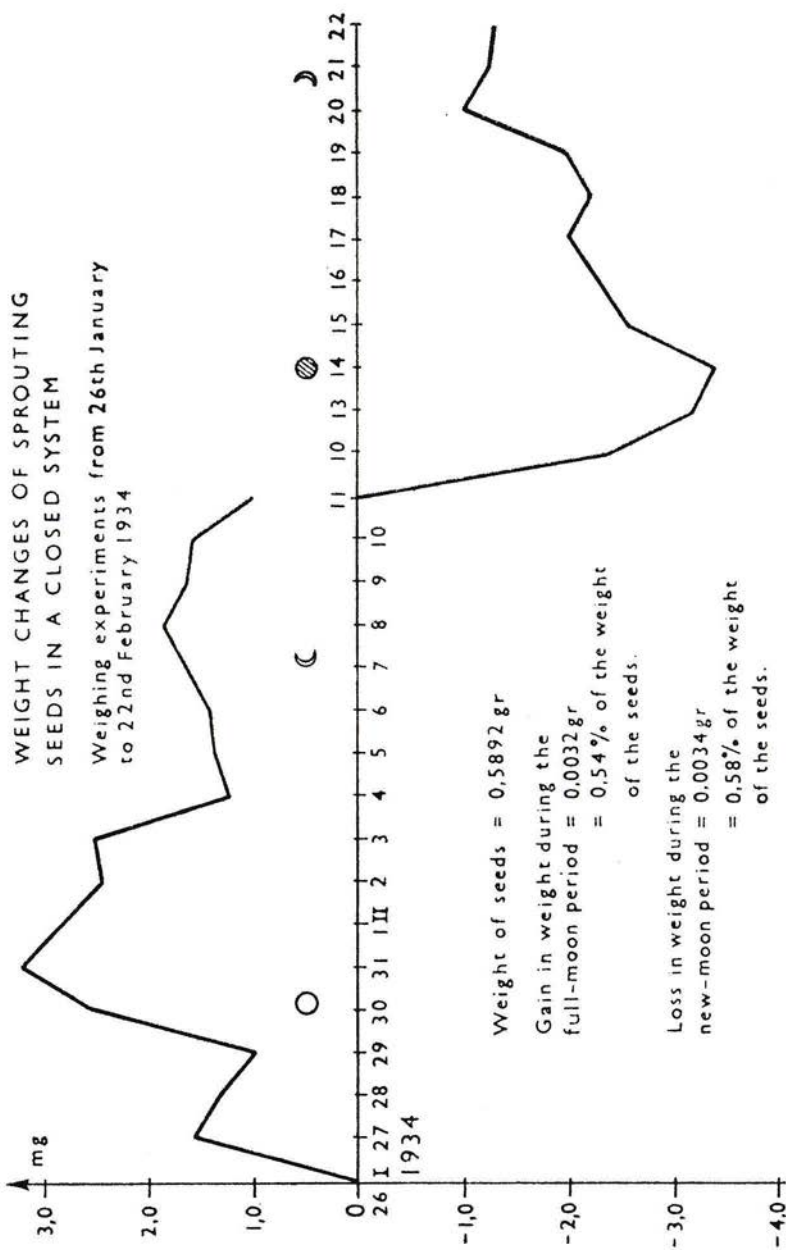 WEIGHT CHANGES OF SPROUTING
SEEDS IN A CLOSED SYSTEM
Weighing experiments from 26th January
to 22nd February 1934
mg
3,0
2,0
1,0
0
-1,0
-2,0
-3,0
-4,0
26 I 27 28 29 30 31 1 II 2 3 4 5 6 7 8 9 10 11 10 13 14 15 16 17 18 19 20 21 22
1934
Weight of seeds = 0,5892 gr
Gain in weight during the
full-moon period = 0,0032 gr
= 0,54% of the weight
of the seeds.
Loss in weight during the
new-moon period = 0,0034 gr
= 0,58% of the weight
of the seeds.